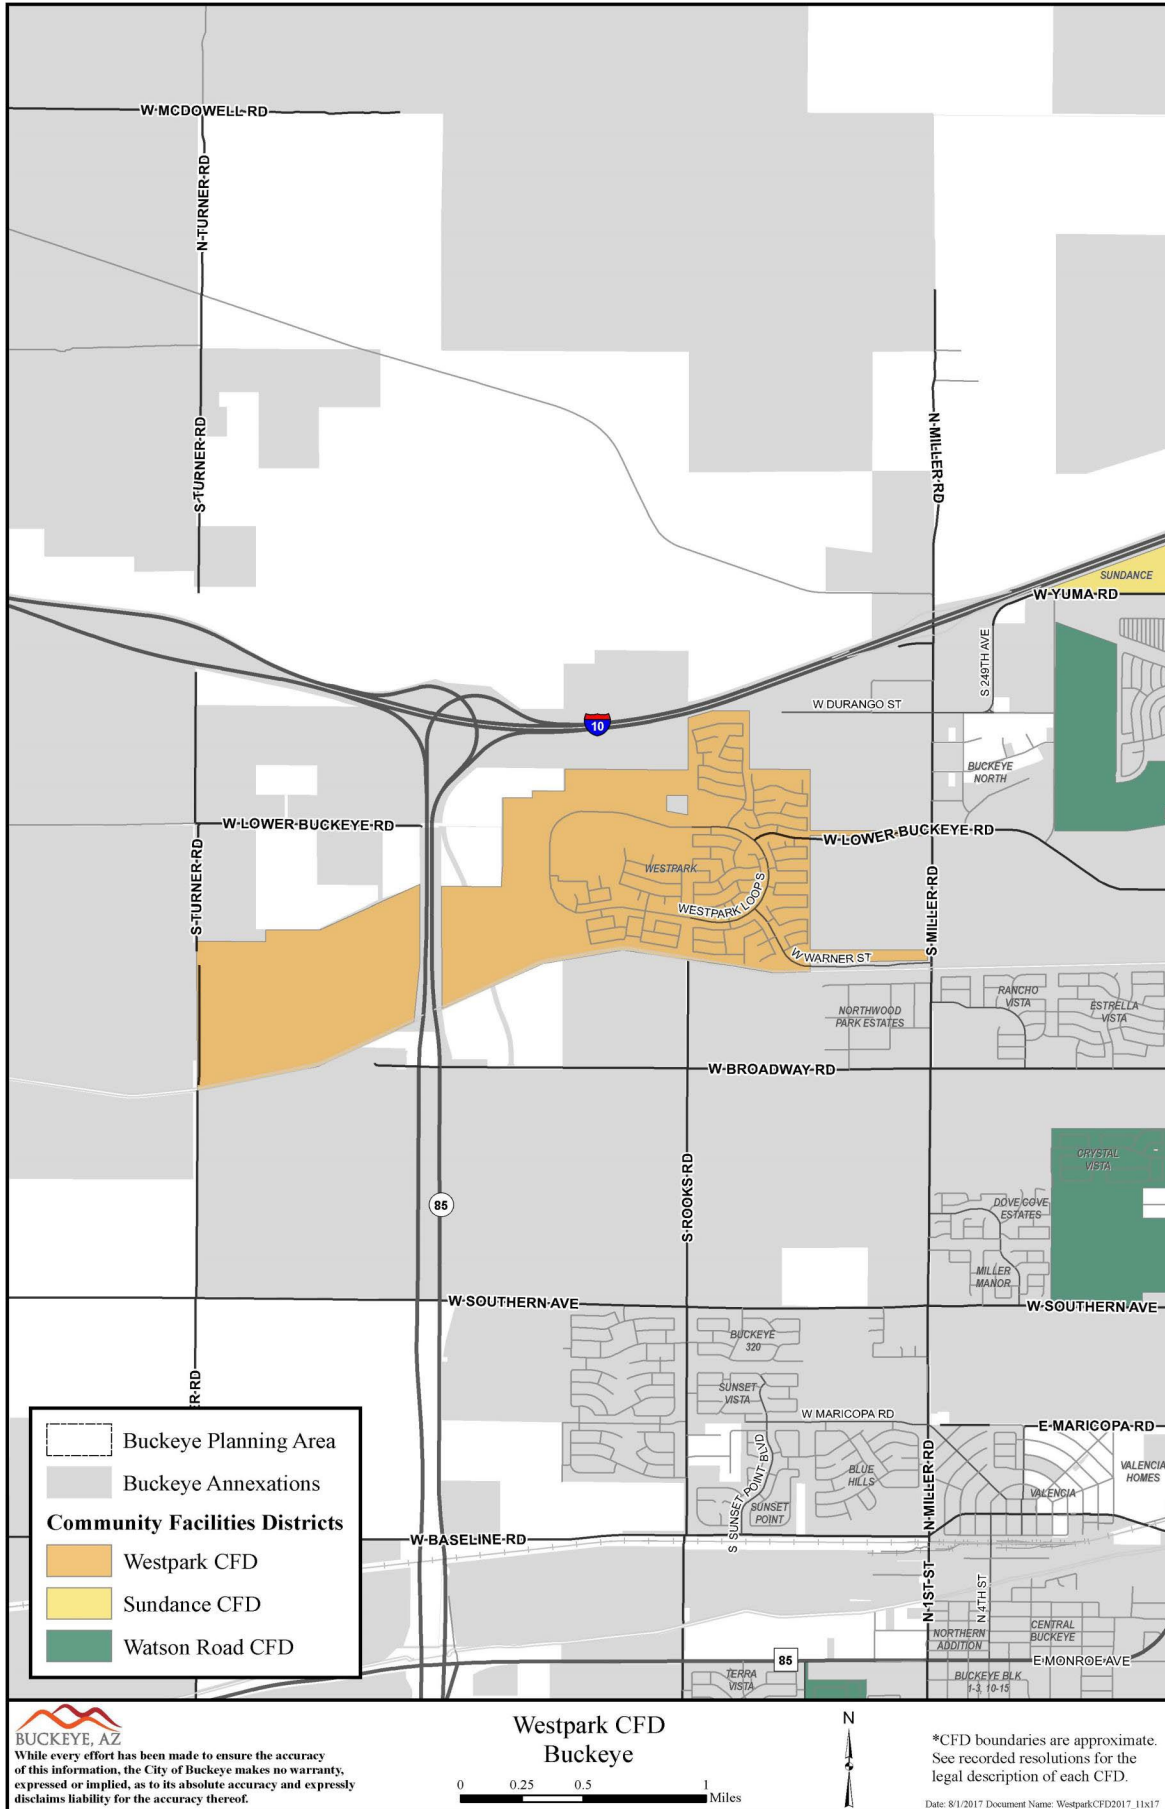 W MCDOWELL RD
N TURNER RD
S TURNER RD
N MILLER RD
SUNDANCE
W YUMA RD
S 249TH AVE
W DURANGO ST
10
BUCKEYE
NORTH
W LOWER BUCKEYE RD
W LOWER BUCKEYE RD
S TURNER RD
WESTPARK
WESTPARK LOOP S
S MILLER RD
W WARNER ST
RANCHO
VISTA
ESTRELLA
VISTA
NORTHWOOD
PARK ESTATES
W BROADWAY RD
CRYSTAL
VISTA
S ROOKS RD
85
DOVE COVE
ESTATES
MILLER
MANOR
W SOUTHERN AVE
W SOUTHERN AVE
BUCKEYE
320
SUNSET
VISTA
ER RD
W MARICOPA RD
E MARICOPA RD
S SUNSET POINT BLVD
BLUE
HILLS
N MILLER RD
VALENCIA
HOMES
VALENCIA
SUNSET
POINT
W BASELINE RD
N 1ST ST
N 4TH ST
NORTHERN
ADDITION
CENTRAL
BUCKEYE
85
E MONROE AVE
TERRA
VISTA
BUCKEYE BLK
1-3, 10-15
Buckeye Planning Area
Buckeye Annexations
Community Facilities Districts
Westpark CFD
Sundance CFD
Watson Road CFD
BUCKEYE, AZ
While every effort has been made to ensure the accuracy
of this information, the City of Buckeye makes no warranty,
expressed or implied, as to its absolute accuracy and expressly
disclaims liability for the accuracy thereof.
Westpark CFD
Buckeye
0 0.25 0.5 1
Miles
N
*CFD boundaries are approximate.
See recorded resolutions for the
legal description of each CFD.
Date: 8/1/2017 Document Name: WestparkCFD2017_11x17